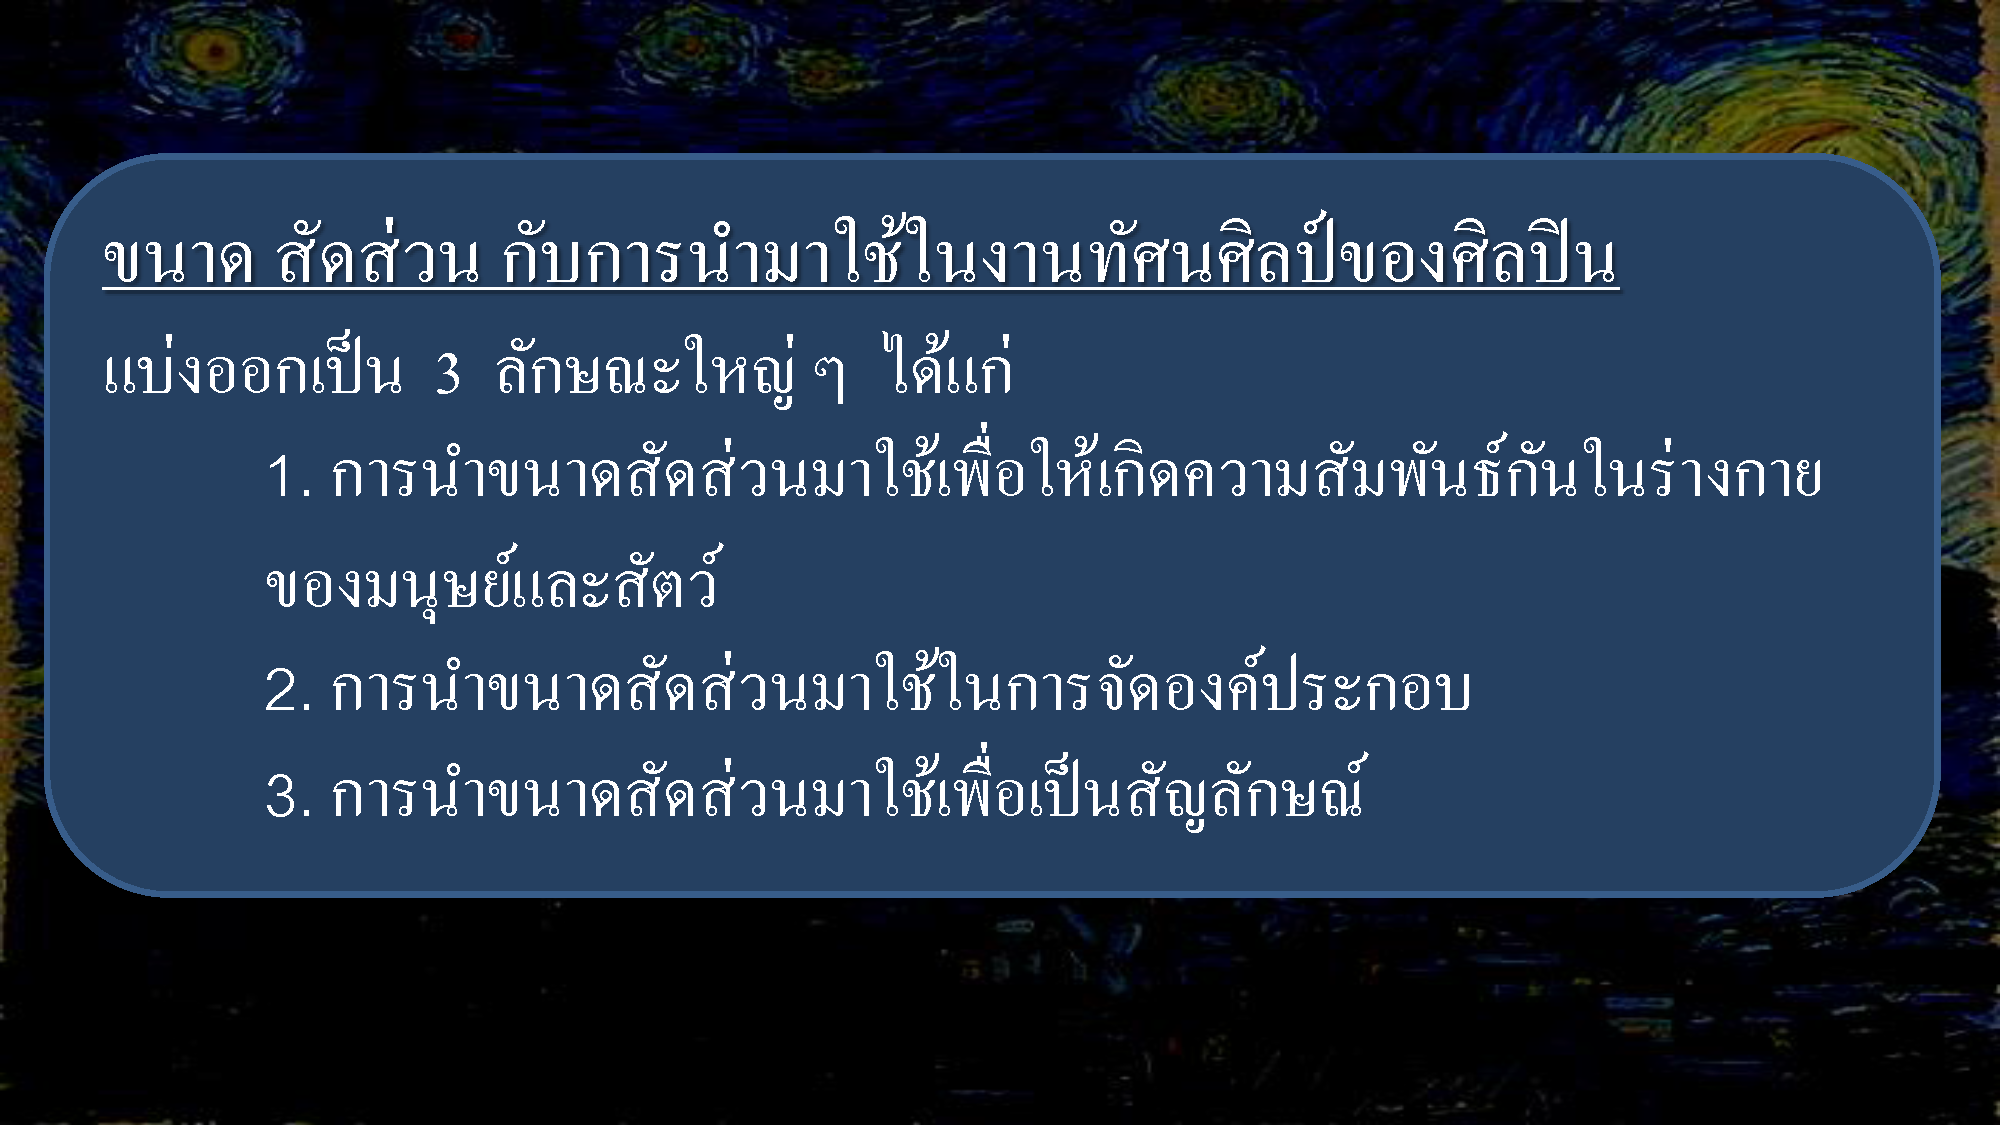 ขนาด สัดส่วน กับการนำมาใช้ในงานทัศนศิลป์ของศิลปิน
แบ่งออกเป็น 3 ลักษณะใหญ่ ๆ ได้แก่
1. การนำขนาดสัดส่วนมาใช้เพื่อให้เกิดความสัมพันธ์กันในร่างกาย
ของมนุษย์และสัตว์
2. การนำขนาดสัดส่วนมาใช้ในการจัดองค์ประกอบ
3. การนำขนาดสัดส่วนมาใช้เพื่อเป็นสัญลักษณ์